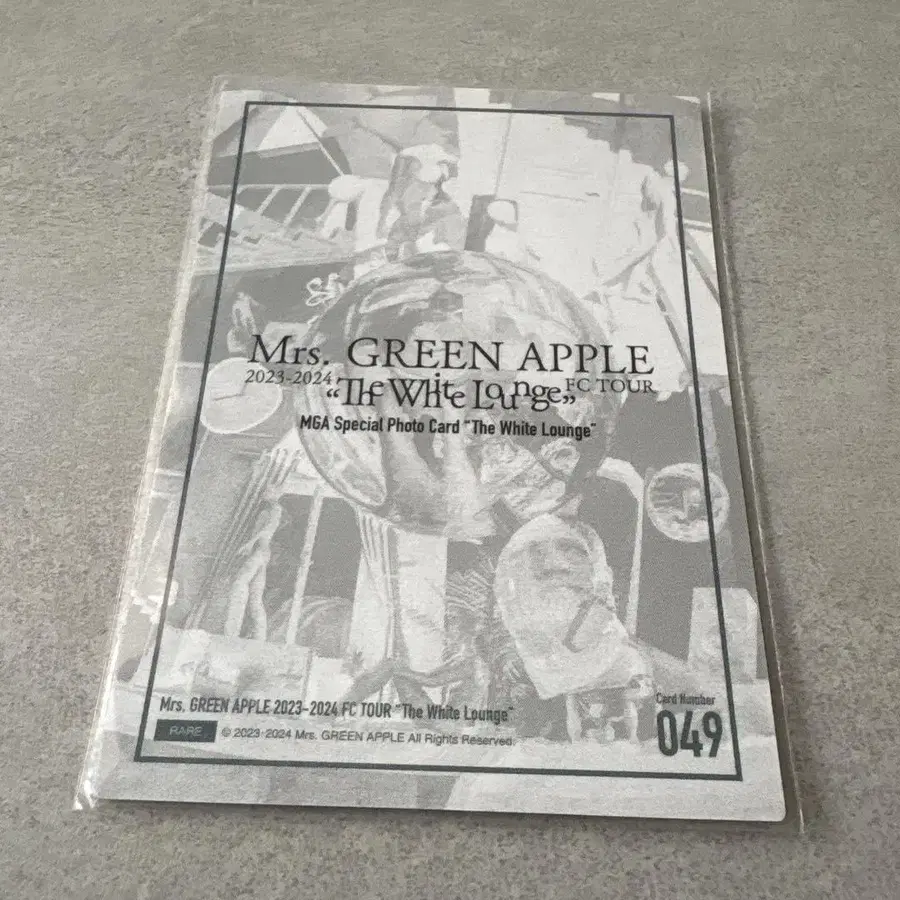 Mrs. GREEN APPLE
2023-2024 "The White Lounge" FC TOUR
MGA Special Photo Card "The White Lounge"
Mrs. GREEN APPLE 2023-2024 FC TOUR "The White Lounge"
Card Number
RARE © 2023-2024 Mrs. GREEN APPLE All Rights Reserved.
049